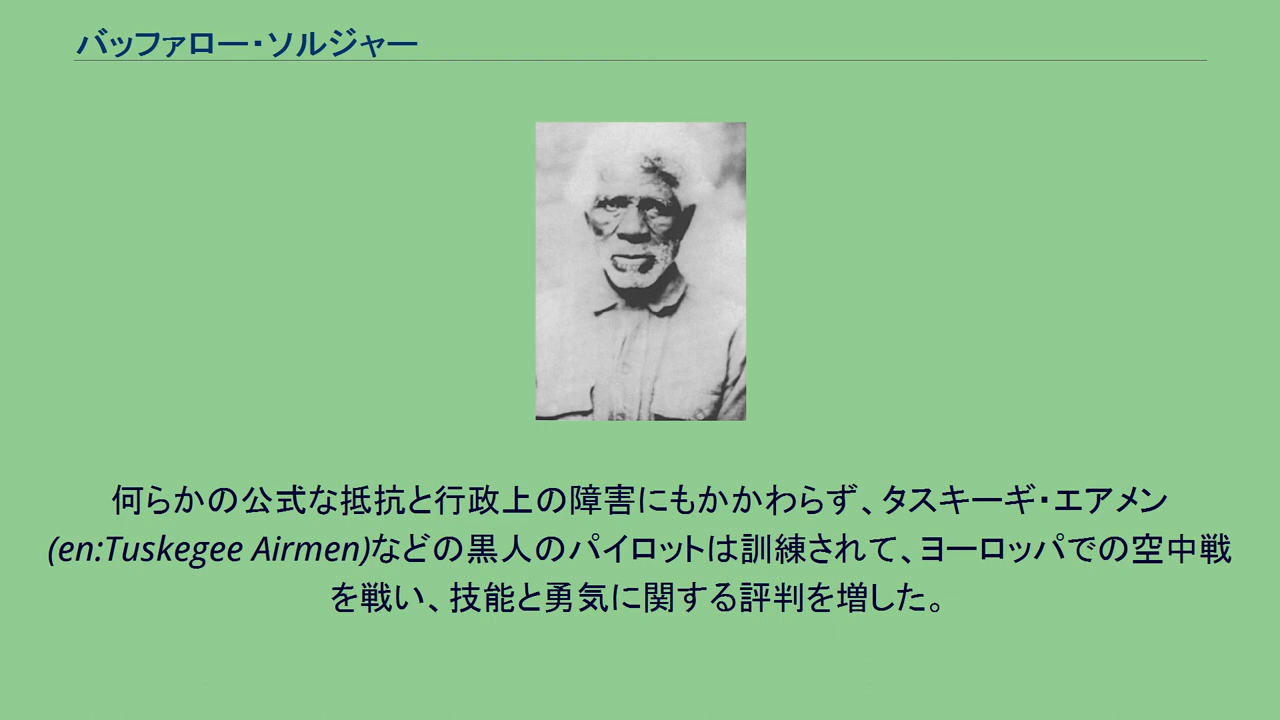 バッファロー・ソルジャー
何らかの公式な抵抗と行政上の障害にもかかわらず、タスキーギ・エアメン
(en:Tuskegee Airmen)などの黒人のパイロットは訓練されて、ヨーロッパでの空中戦
を戦い、技能と勇気に関する評判を増した。